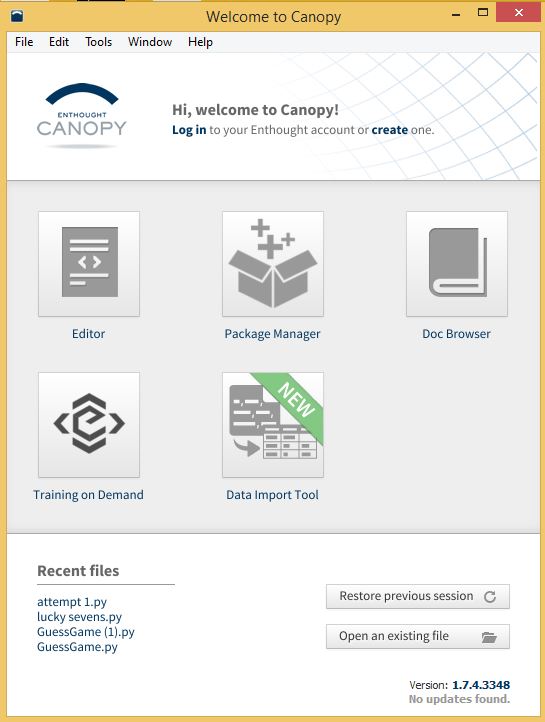 Welcome to Canopy
File Edit Tools Window Help
ENTHOUGHT
CANOPY
Hi, welcome to Canopy!
Log in to your Enthought account or create one.
Editor
Package Manager
Doc Browser
NEW
Training on Demand
Data Import Tool
Recent files
attempt 1.py
lucky sevens.py
GuessGame (1).py
GuessGame.py
Restore previous session
Open an existing file
Version: 1.7.4.3348
No updates found.